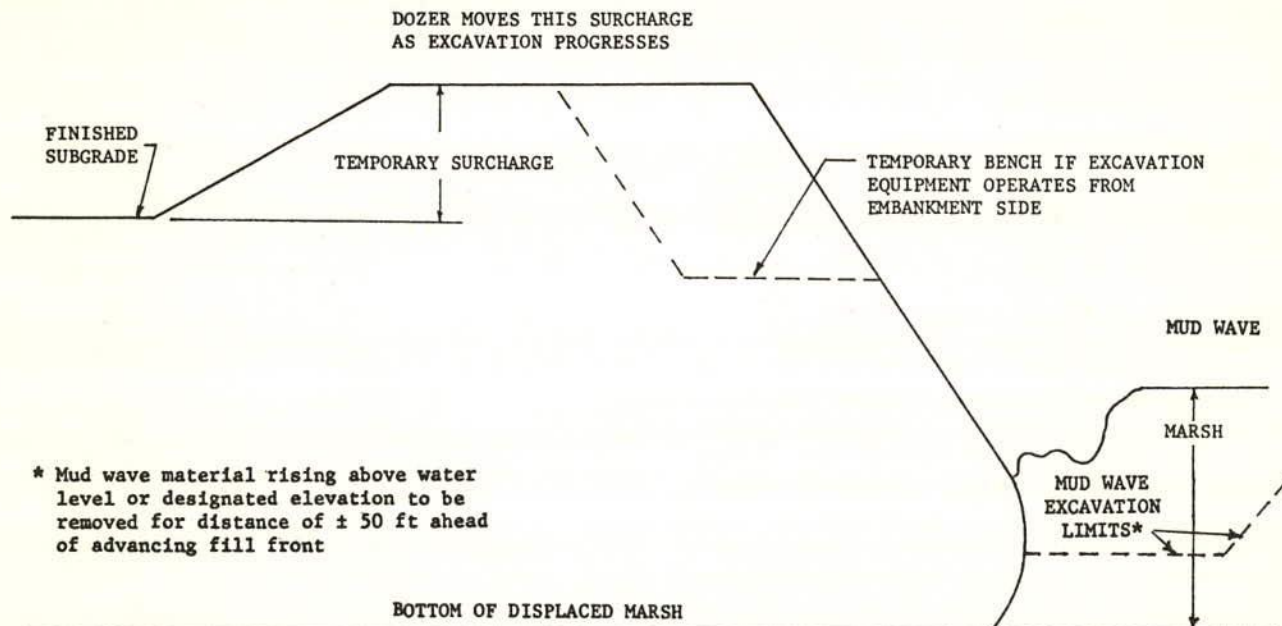 DOZER MOVES THIS SURCHARGE
AS EXCAVATION PROGRESSES
FINISHED
SUBGRADE
TEMPORARY SURCHARGE
TEMPORARY BENCH IF EXCAVATION
EQUIPMENT OPERATES FROM
EMBANKMENT SIDE
MUD WAVE
MARSH
MUD WAVE
EXCAVATION
LIMITS*
* Mud wave material rising above water
level or designated elevation to be
removed for distance of ± 50 ft ahead
of advancing fill front
BOTTOM OF DISPLACED MARSH